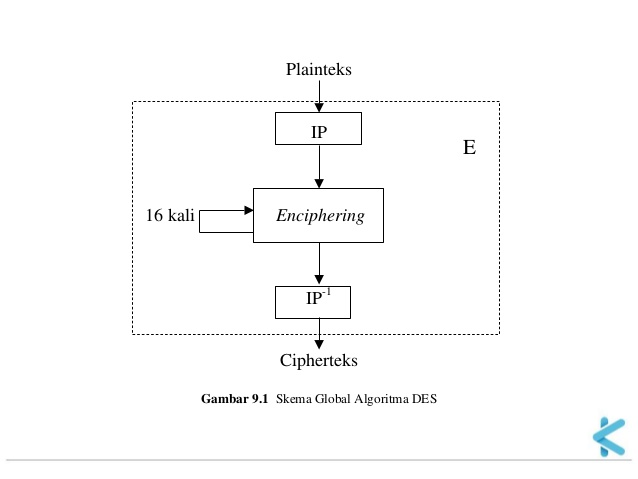 Plainteks
IP
E
16 kali
Enciphering
IP-1
Cipherteks
Gambar 9.1 Skema Global Algoritma DES